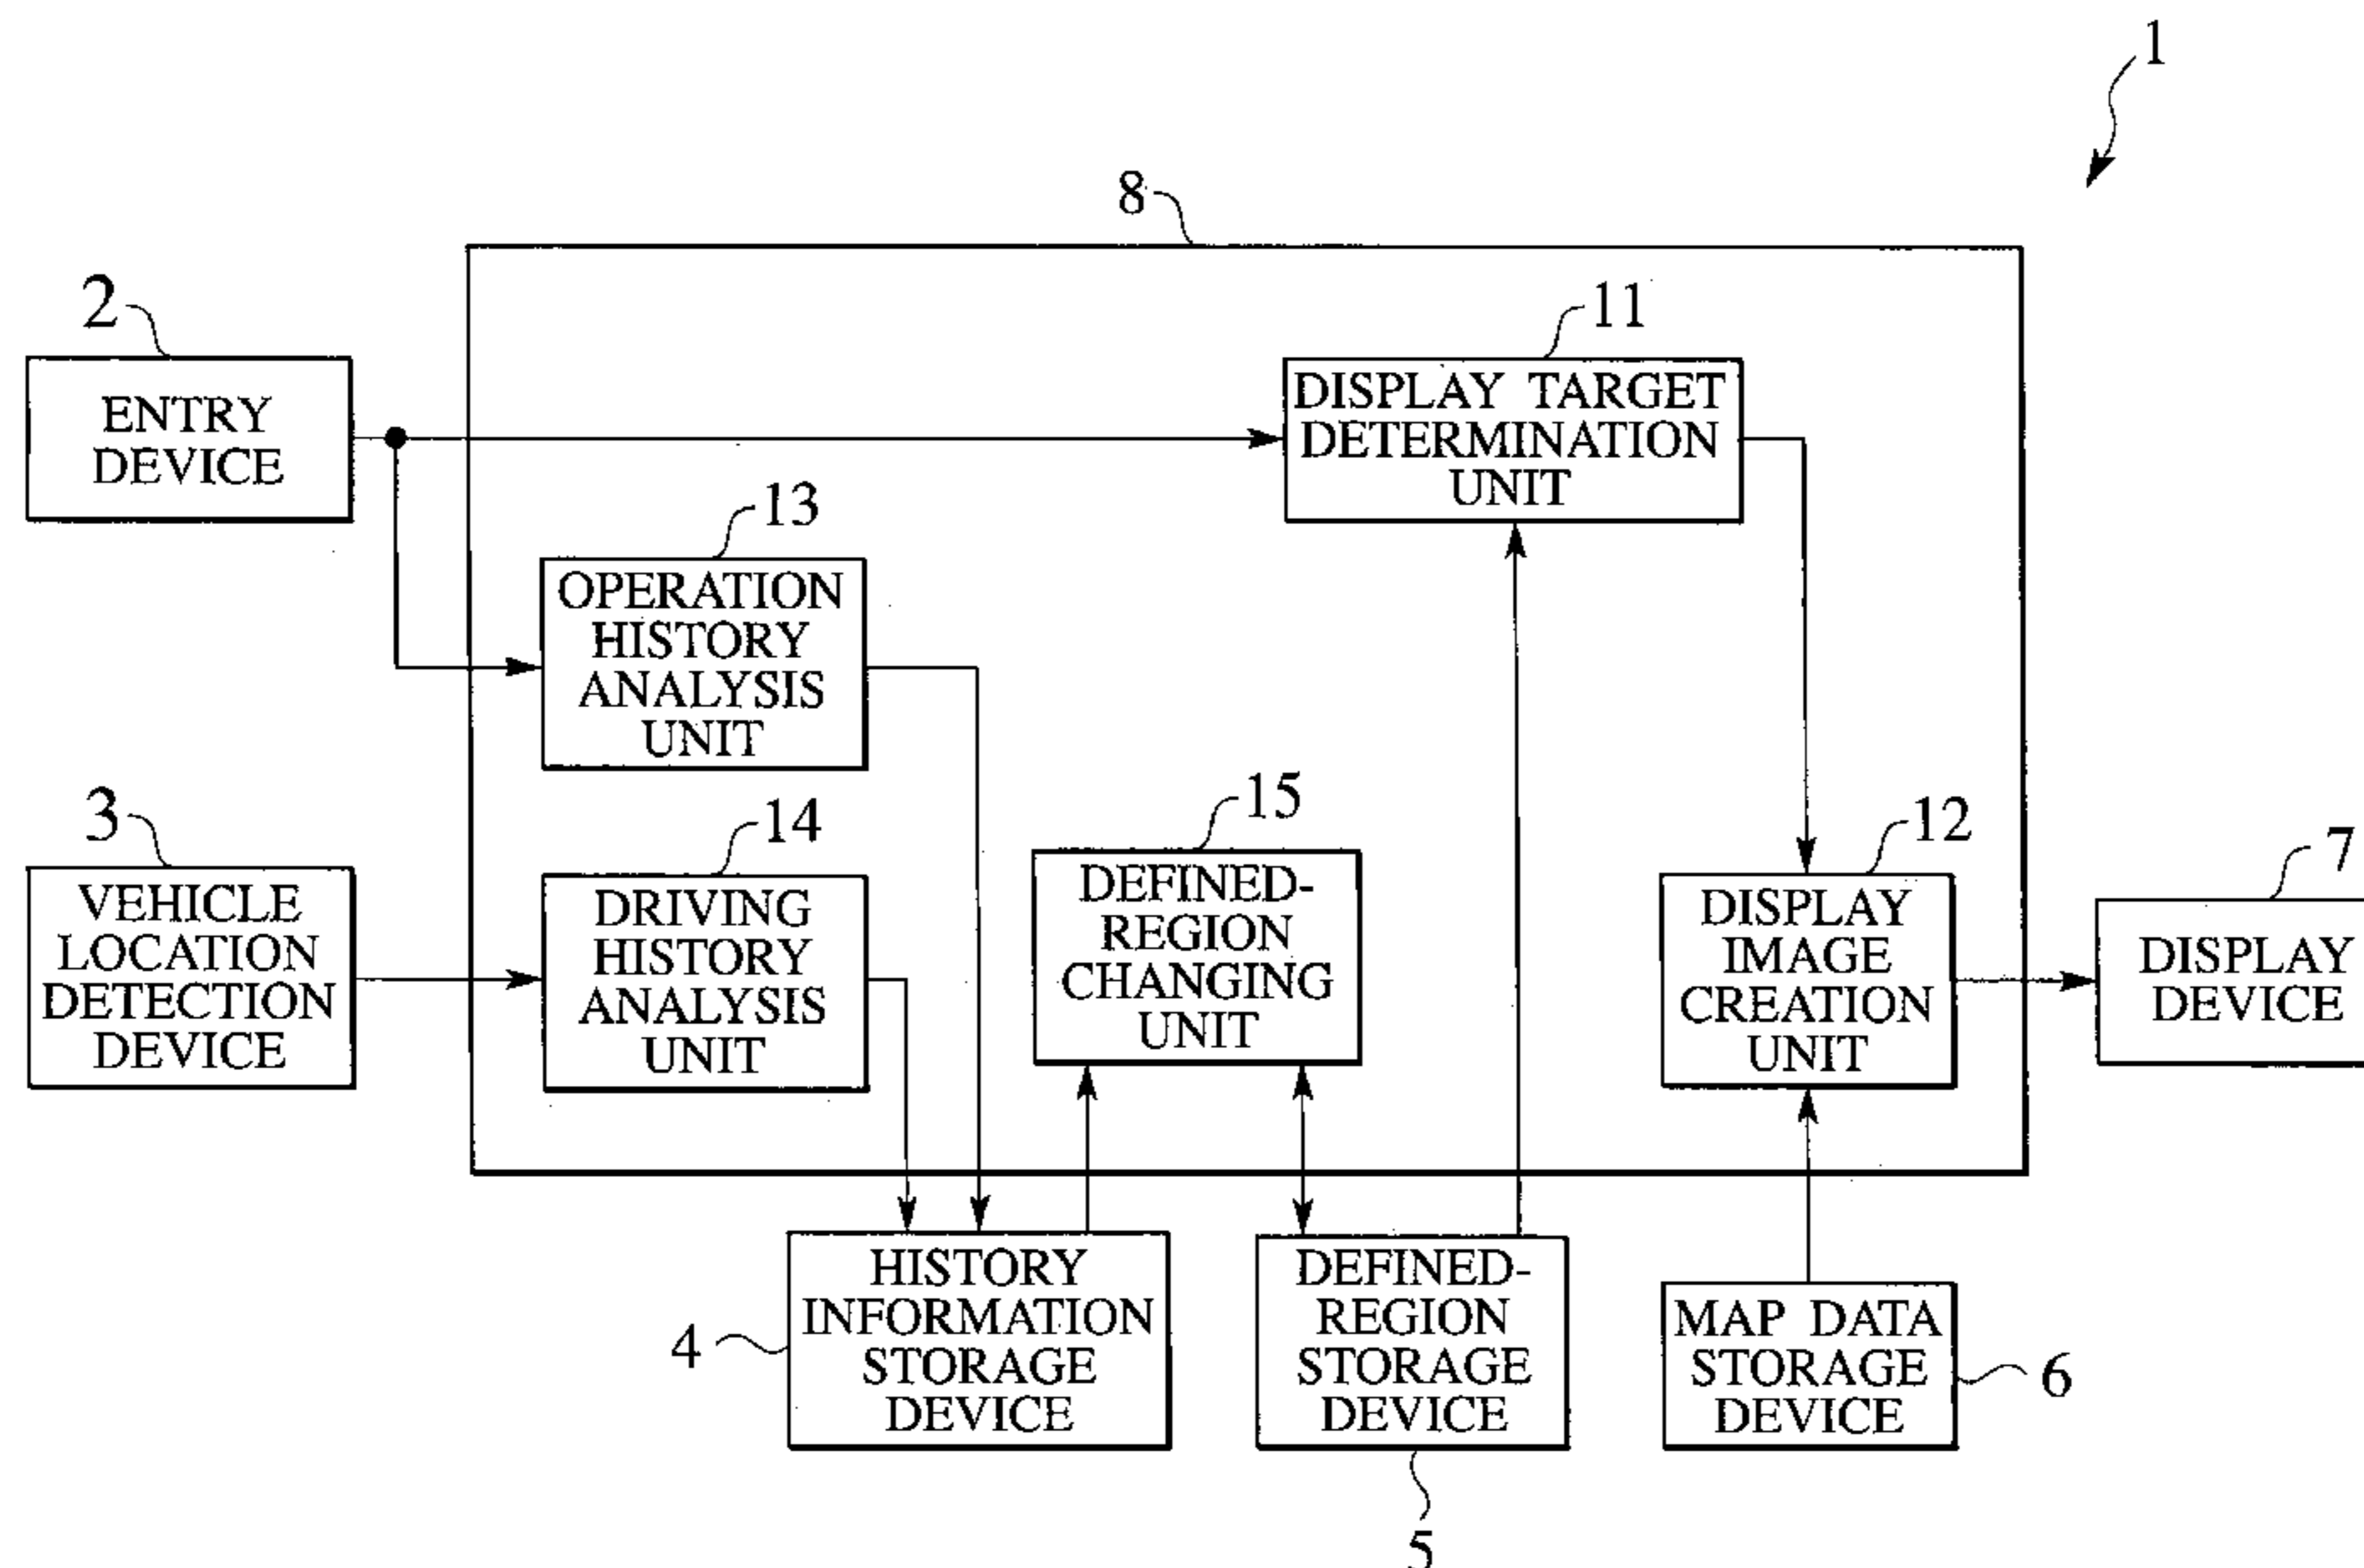 1
8
2
ENTRY
DEVICE
11
DISPLAY TARGET
DETERMINATION
UNIT
13
OPERATION
HISTORY
ANALYSIS
UNIT
3
VEHICLE
LOCATION
DETECTION
DEVICE
14
DRIVING
HISTORY
ANALYSIS
UNIT
15
DEFINED-
REGION
CHANGING
UNIT
12
DISPLAY
IMAGE
CREATION
UNIT
7
DISPLAY
DEVICE
4
HISTORY
INFORMATION
STORAGE
DEVICE
DEFINED-
REGION
STORAGE
DEVICE
5
MAP DATA
STORAGE
DEVICE
6